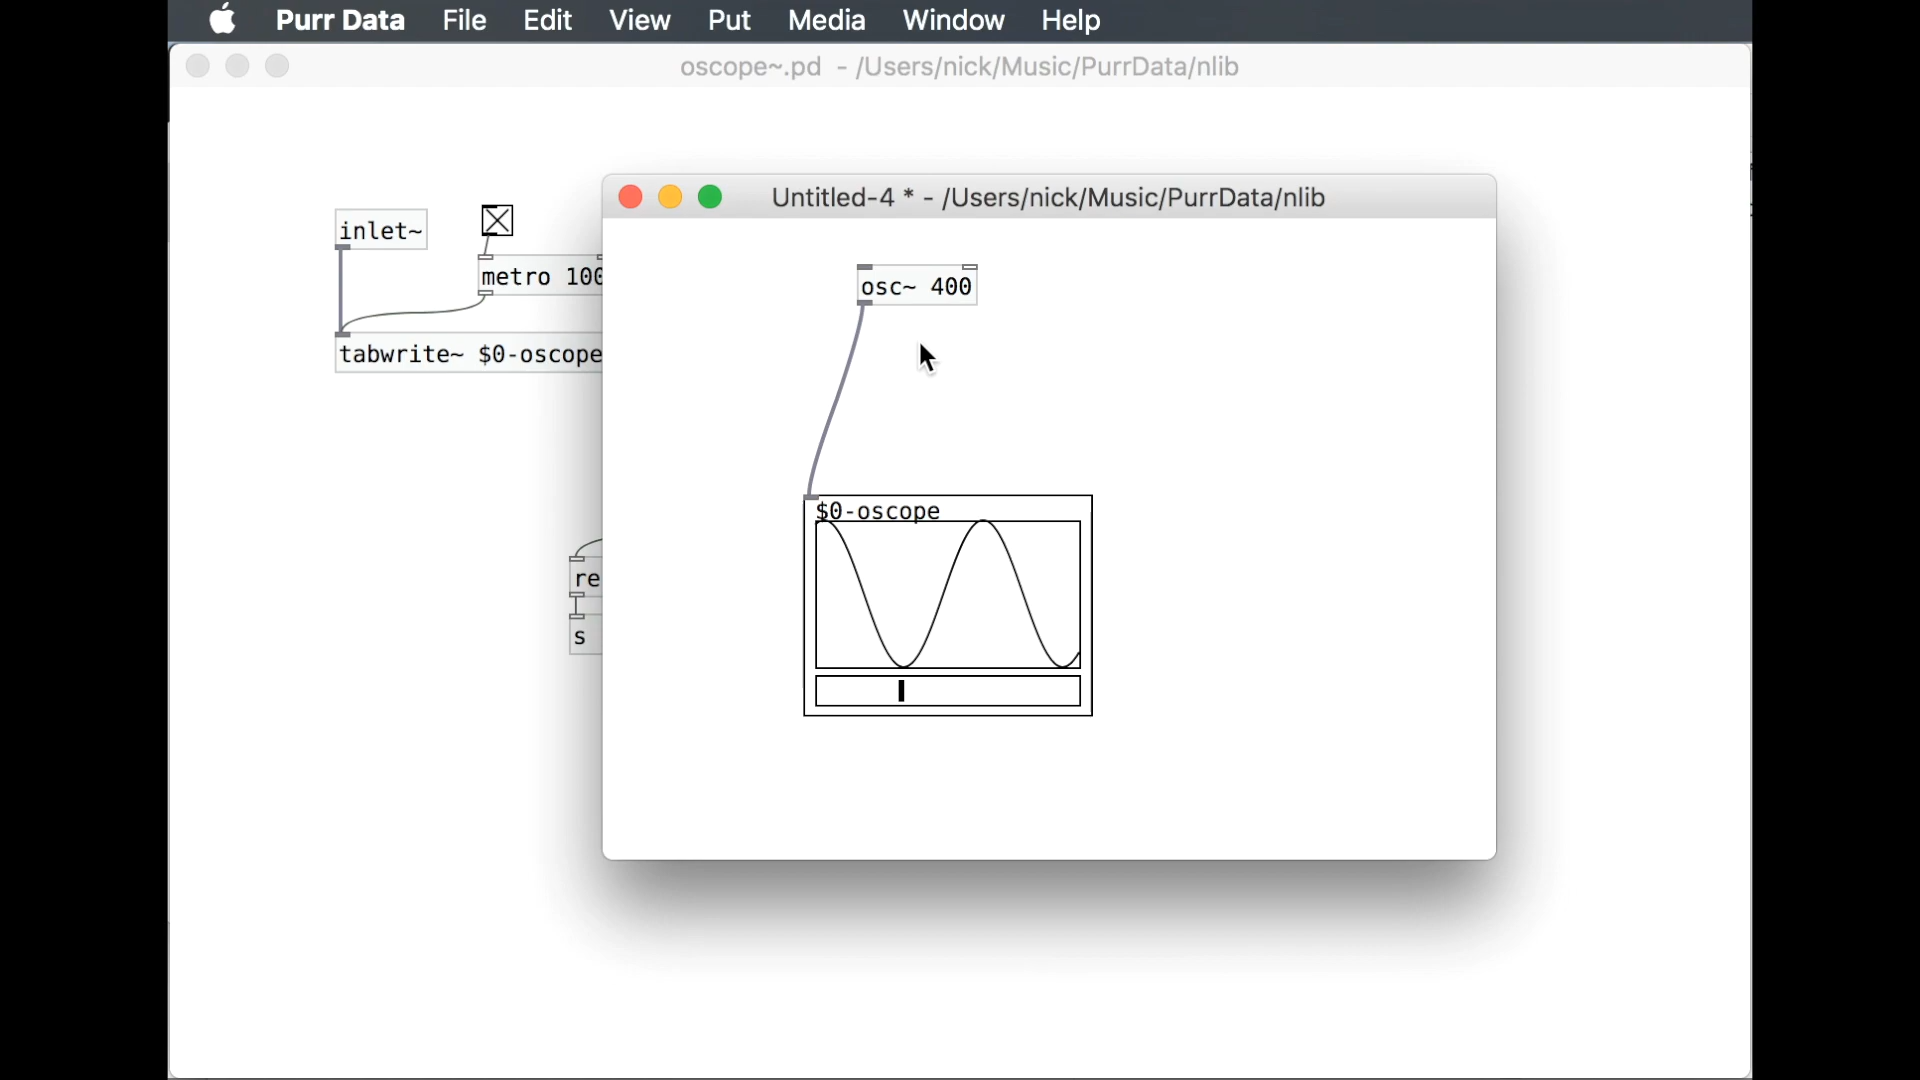 Purr Data File Edit View Put Media Window Help
oscope~.pd - /Users/nick/Music/PurrData/nlib
Untitled-4 * - /Users/nick/Music/PurrData/nlib
inlet~
metro 100
osc~ 400
tabwrite~ $0-oscope
$0-oscope
re
s